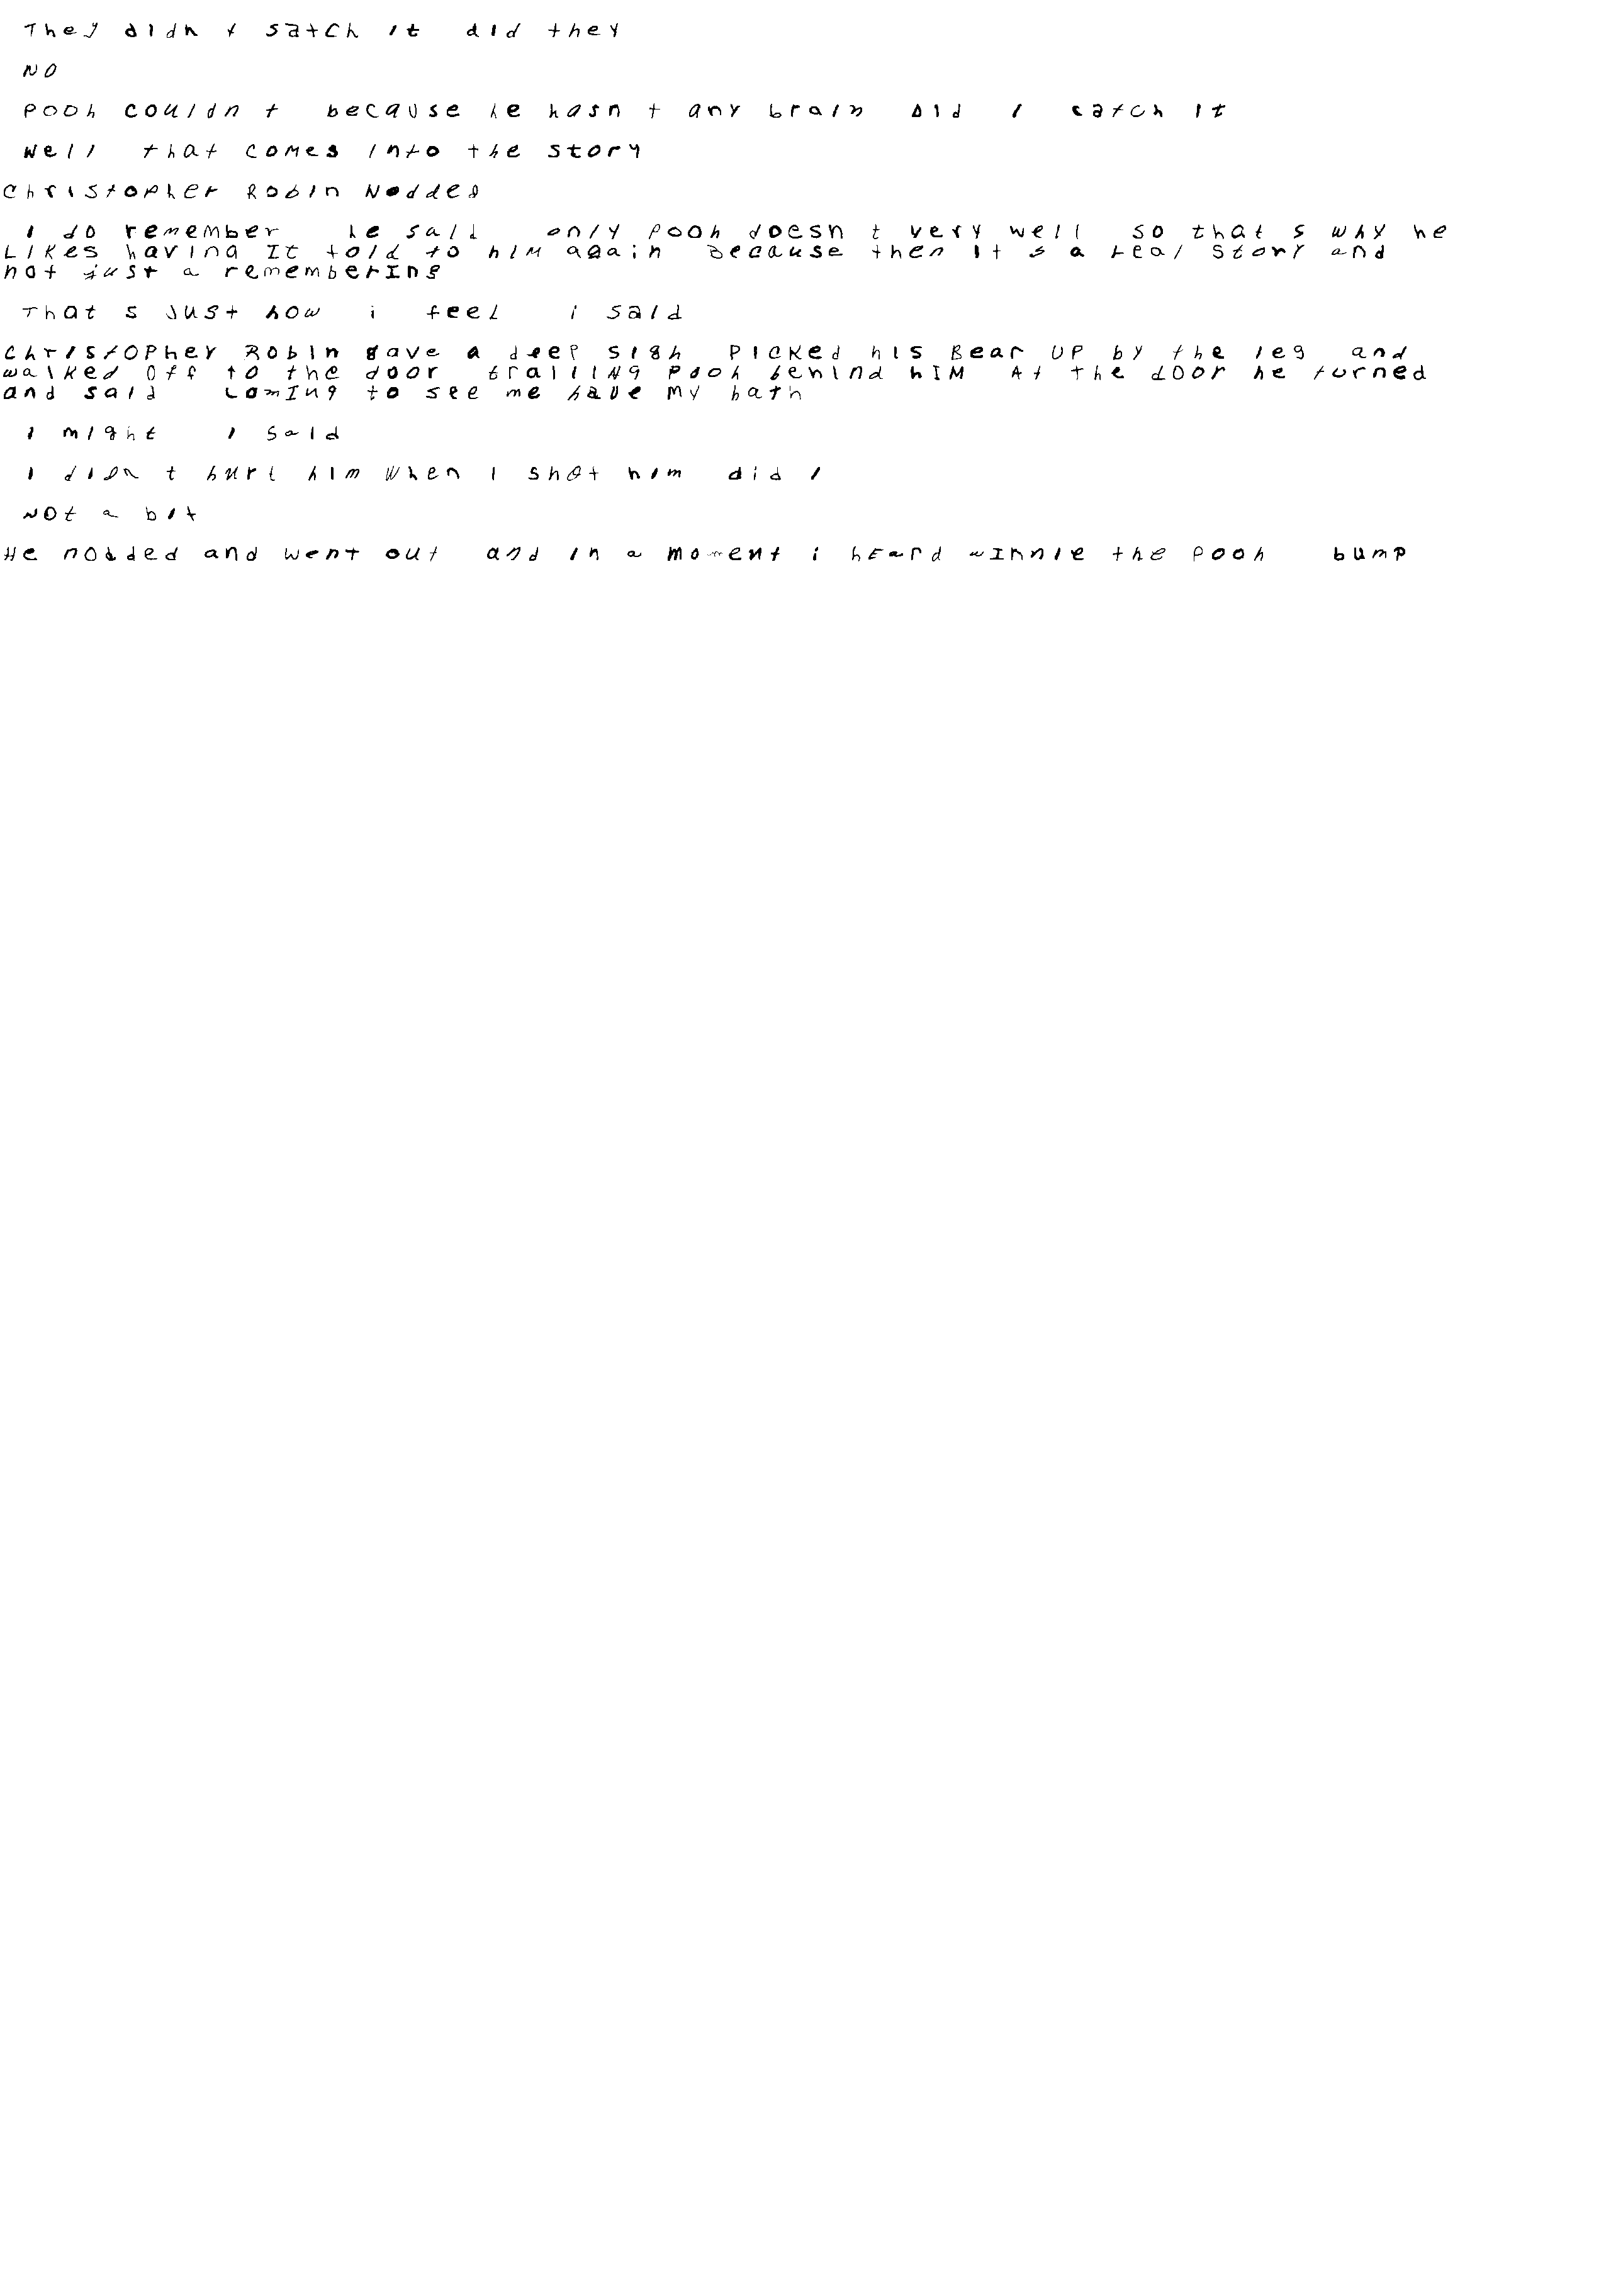 They didn t satch it did they
NO
Pooh couldn t because he hasn t any brain Did I catch it
Well that comes into the story
Christopher Robin Nodded
I do remember he said only Pooh doesn t very well so that s why he
Likes having It told to him again Because then it s a real Story and
not just a rememberIng
That s Just how i feel i said
ChristoPher Robin gave a deep sigh Picked his Bear UP by the leg and
walked Off to the door trailiNg Pooh behind hIM At the dOOr he turned
and said comIng to see me have My bath
I might I said
I didn t hurt him When I shot him did I
NOt a bit
He nodded and went out and in a moment i hEard wInnie the Pooh bump